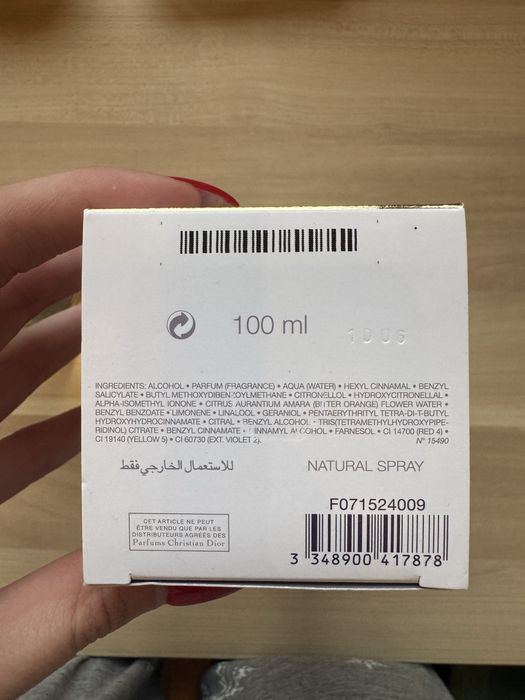 100 ml
1D06
INGREDIENTS: ALCOHOL • PARFUM (FRAGRANCE) • AQUA (WATER) • HEXYL CINNAMAL • BENZYL
SALICYLATE • BUTYL METHOXYDIBENZOYLMETHANE • CITRONELLOL • HYDROXYCITRONELLAL •
ALPHA-ISOMETHYL IONONE • CITRUS AURANTIUM AMARA (BITTER ORANGE) FLOWER WATER •
BENZYL BENZOATE • LIMONENE • LINALOOL • GERANIOL • PENTAERYTHRITYL TETRA-DI-T-BUTYL
HYDROXYHYDROCINNAMATE • CITRAL • BENZYL ALCOHOL • TRIS(TETRAMETHYLHYDROXYPIPE-
RIDINOL) CITRATE • BENZYL CINNAMATE • CINNAMYL ALCOHOL • FARNESOL • CI 14700 (RED 4) •
CI 19140 (YELLOW 5) • CI 60730 (EXT. VIOLET 2). N° 15490
للاستعمال الخارجي فقط
NATURAL SPRAY
F071524009
CET ARTICLE NE PEUT
ÊTRE VENDU QUE PAR LES
DISTRIBUTEURS AGRÉÉS DES
Parfums Christian Dior
3 348900 417878